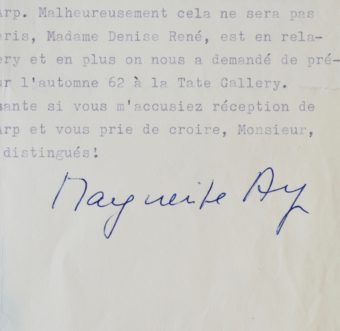 Arp. Malheureusement cela ne sera pas
ris, Madame Denise René, est en rela-
ery et en plus on nous a demandé de pré-
ur l'automne 62 à la Tate Gallery.
ante si vous m'accusiez réception de
Arp et vous prie de croire, Monsieur,
distingués!
Marguerite Arp